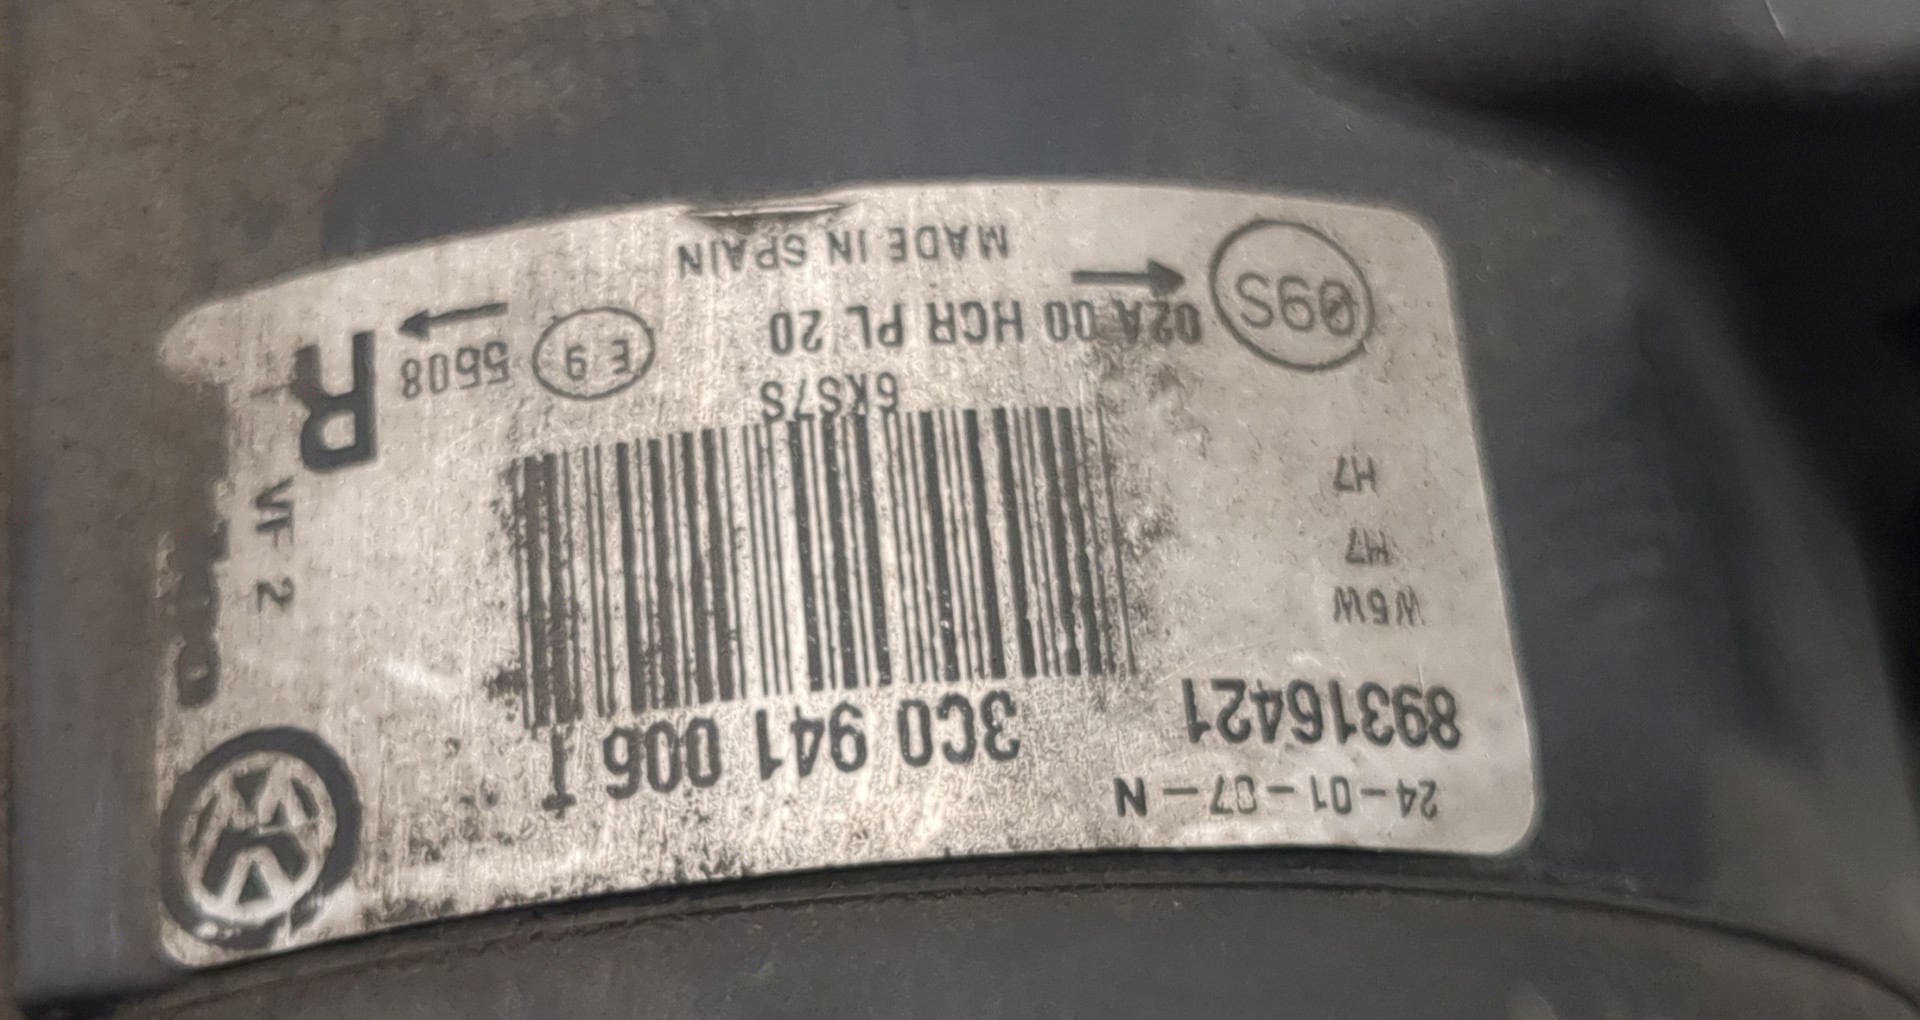 24-01-07-N
89316421
3C0 941 006
W5W
H7
H7
VF 2
6KS7S
02A 00 HCR PL 20
E 9
5608
R
09S
MADE IN SPAIN